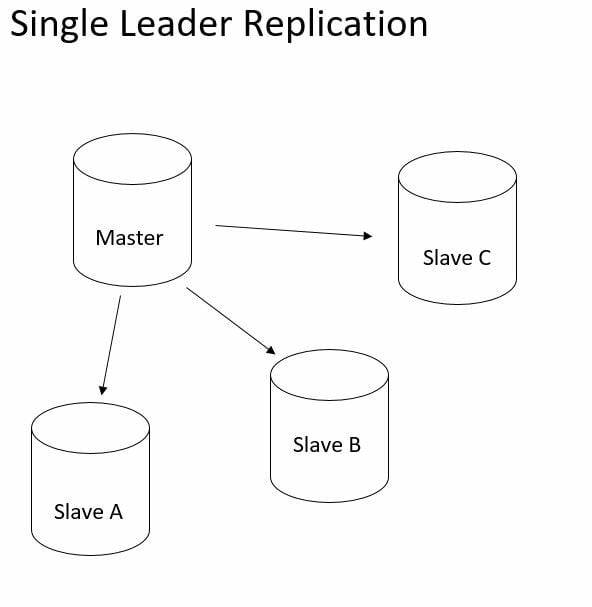 Single Leader Replication
Master
Slave C
Slave B
Slave A